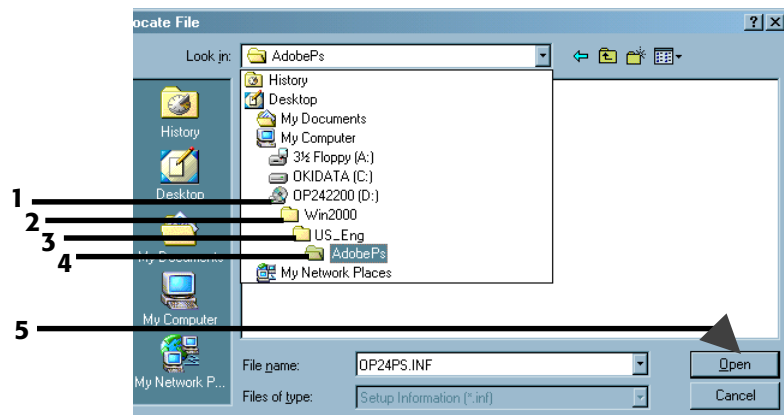 ocate File
Look in: AdobePs
History
Desktop
My Documents
My Computer
3½ Floppy (A:)
OKIDATA (C:)
OP242200 (D:)
Win2000
US_Eng
AdobePs
My Network Places
History
Desktop
My Documents
My Computer
My Network P...
1
2
3
4
5
File name: OP24PS.INF
Open
Files of type: Setup Information (*.inf)
Cancel